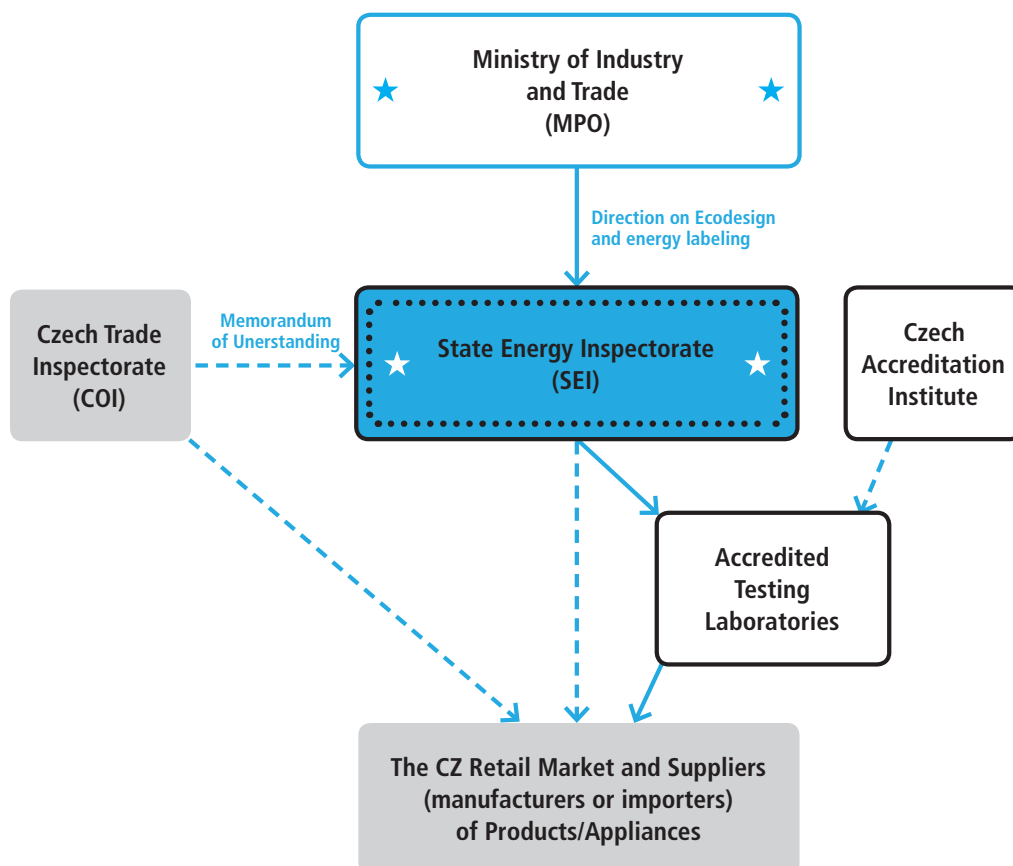 Ministry of Industry
and Trade
(MPO)
Direction on Ecodesign
and energy labeling
Czech Trade
Inspectorate
(COI)
Memorandum
of Unerstanding
State Energy Inspectorate
(SEI)
Czech
Accreditation
Institute
Accredited
Testing
Laboratories
The CZ Retail Market and Suppliers
(manufacturers or importers)
of Products/Appliances